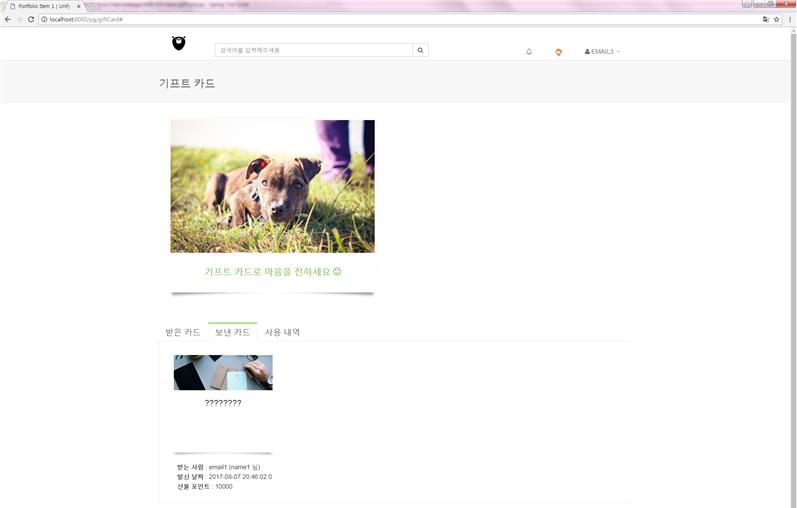 Portfolio Item 1 | Unify
localhost:8080/yg/giftCard#
검색어를 입력해주세요
EMAIL3
기프트 카드
기프트 카드로 마음을 전하세요
받은 카드 보낸 카드 사용 내역
????????
받는 사람 : email1 (name1 님)
발신 날짜 : 2017-08-07 20:46:02.0
선물 포인트 : 10000